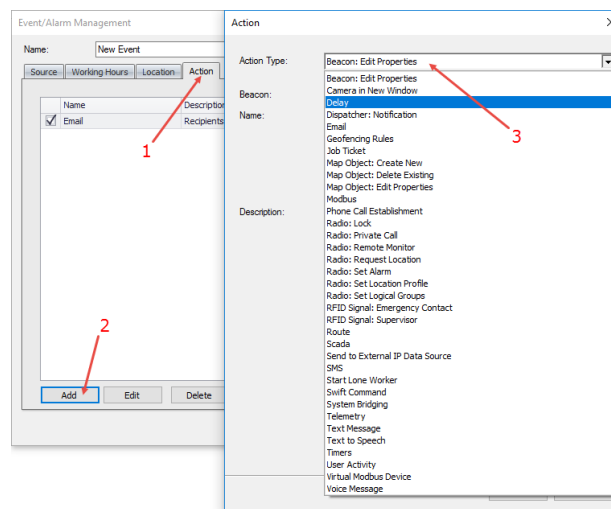 Event/Alarm Management
Name: New Event
Source Working Hours Location Action
Name Description
Email Recipients
1
2
Add Edit Delete
Action
Action Type: Beacon: Edit Properties
Beacon:
Name:
Description:
Beacon: Edit Properties
Camera in New Window
Delay
Dispatcher: Notification
Email
Geofencing Rules
Job Ticket
Map Object: Create New
Map Object: Delete Existing
Map Object: Edit Properties
Modbus
Phone Call Establishment
Radio: Lock
Radio: Private Call
Radio: Remote Monitor
Radio: Request Location
Radio: Set Alarm
Radio: Set Location Profile
Radio: Set Logical Groups
RFID Signal: Emergency Contact
RFID Signal: Supervisor
Route
Scada
Send to External IP Data Source
SMS
Start Lone Worker
Swift Command
System Bridging
Telemetry
Text Message
Text to Speech
Timers
User Activity
Virtual Modbus Device
Voice Message
3